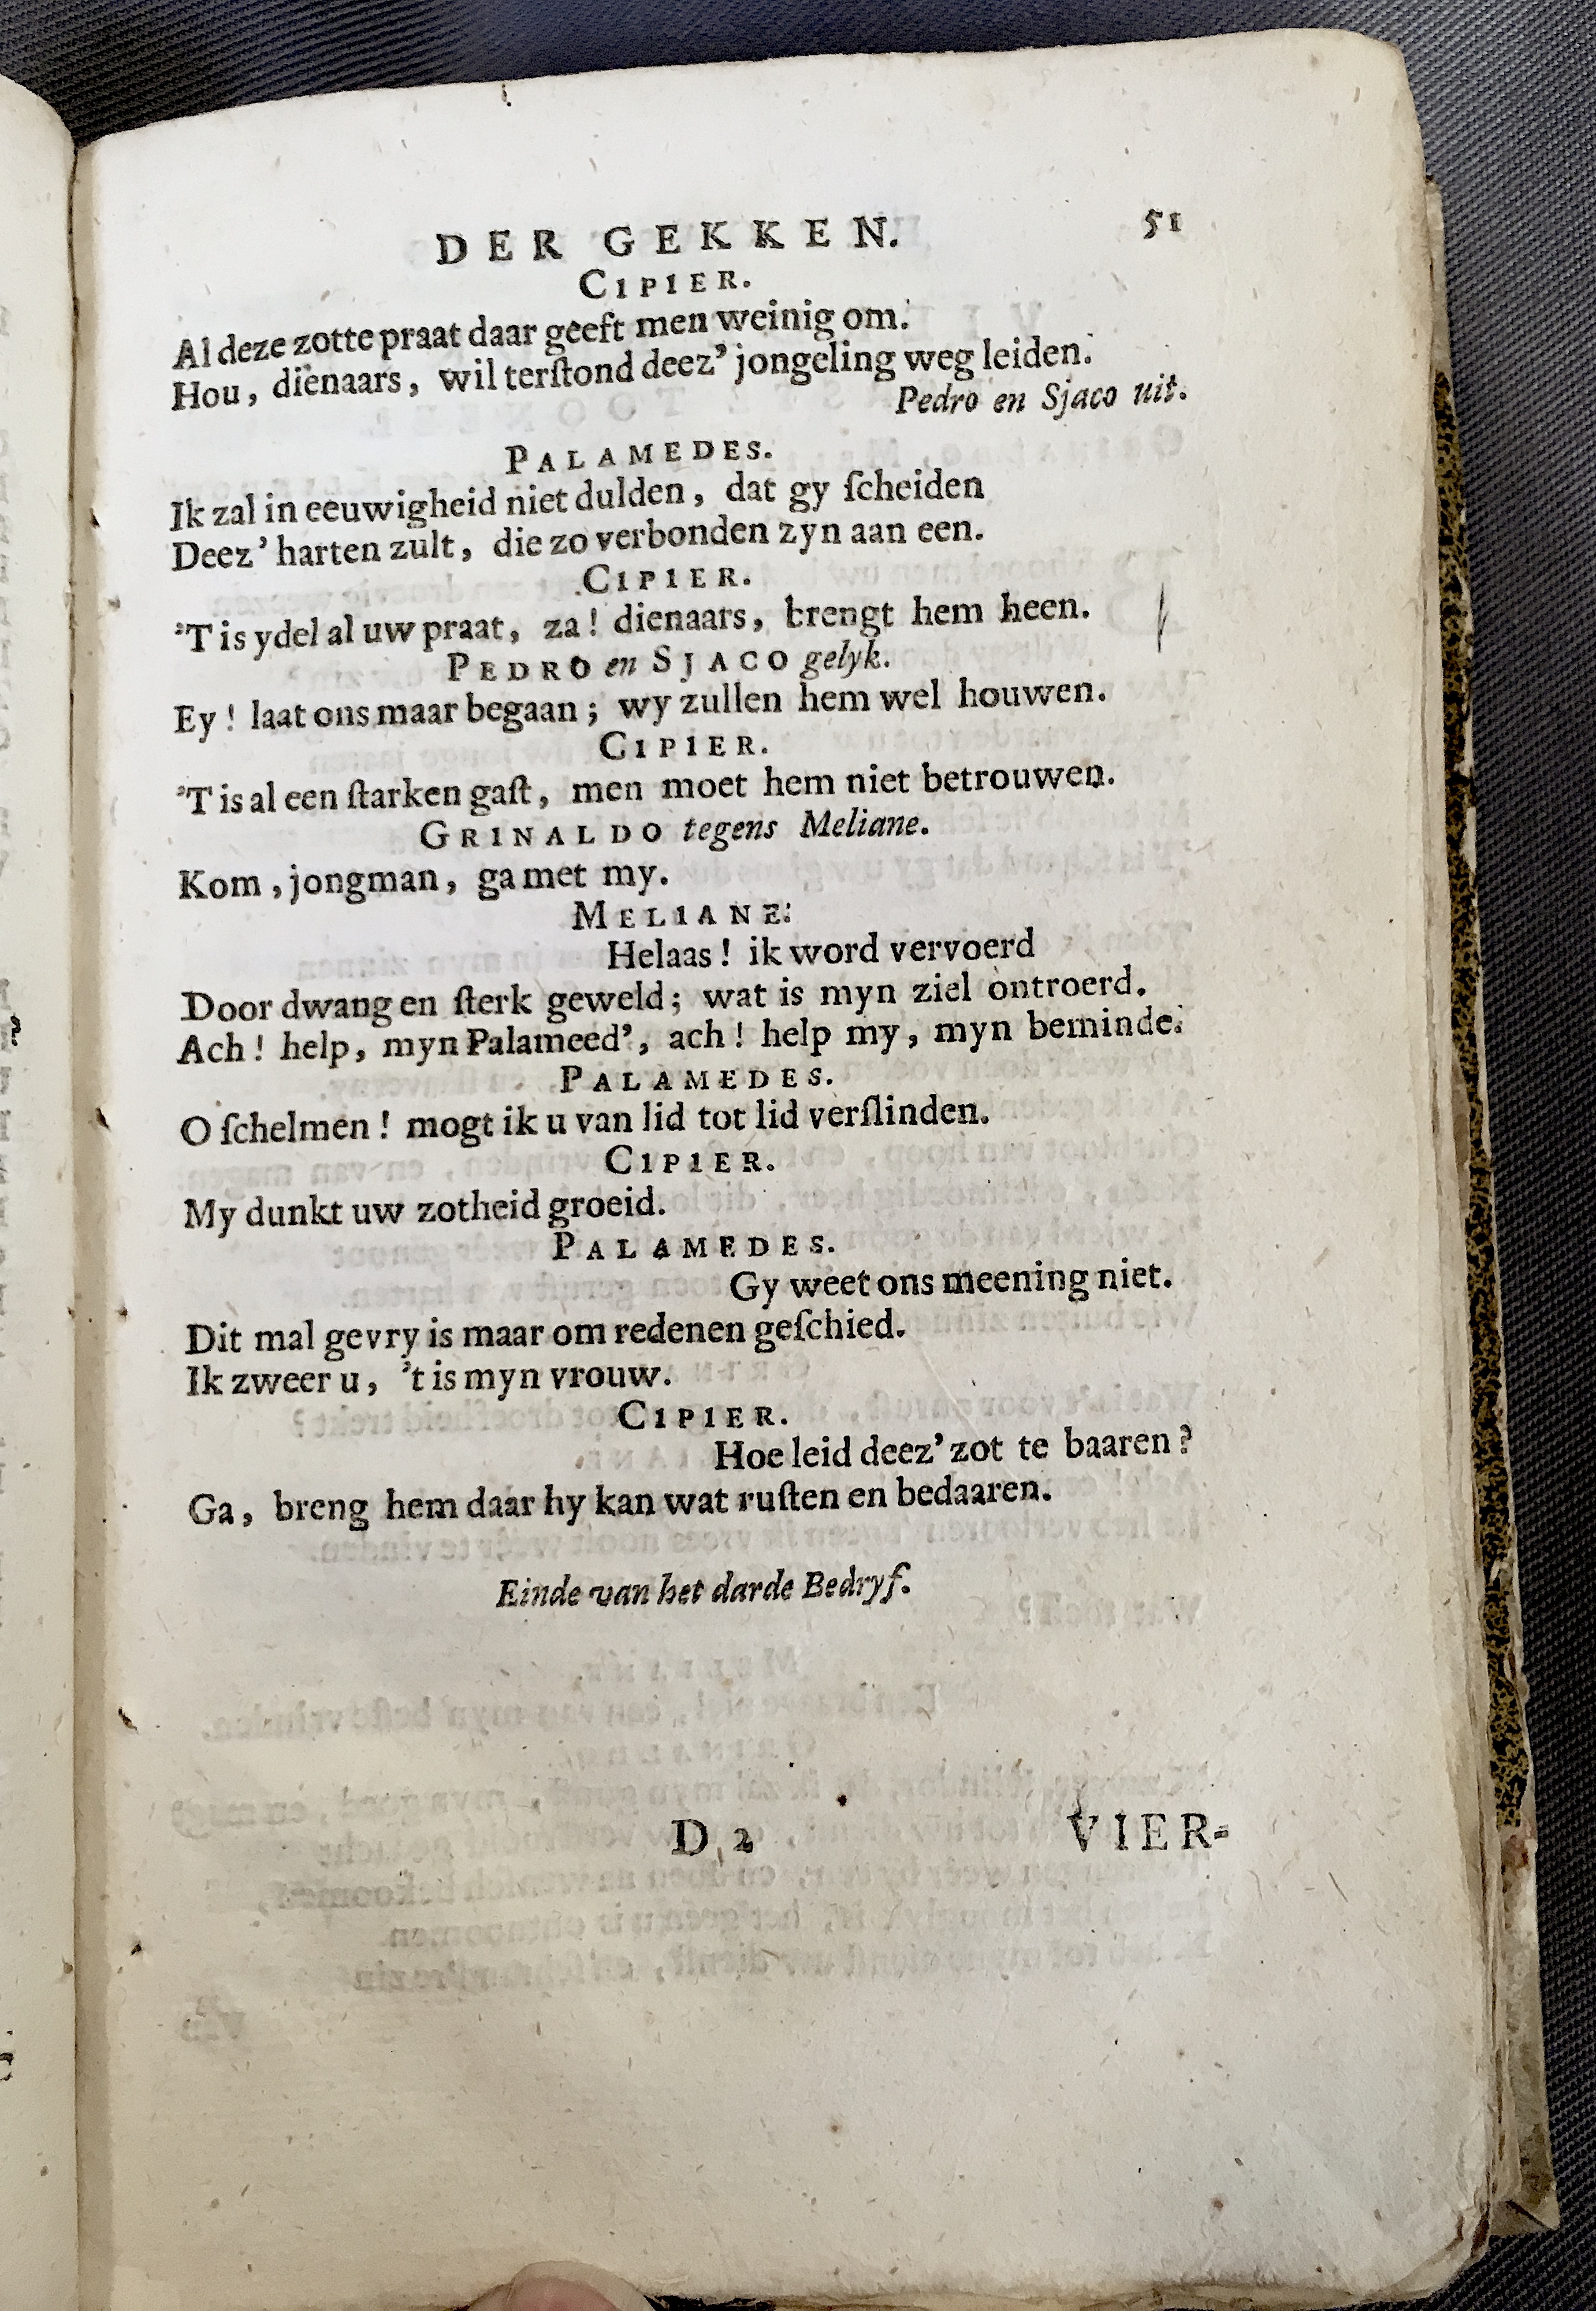 DER GEKKEN. 51
CIPIER.
Al deze zotte praat daar geeft men weinig om.
Hou, dienaars, wil terſtond deez’ jongeling weg leiden.
Pedro en Sjaco uit.
PALAMEDES.
Ik zal in eeuwigheid niet dulden, dat gy ſcheiden
Deez’ harten zult, die zo verbonden zyn aan een.
CIPIER.
’T is ydel al uw praat, za! dienaars, brengt hem heen.
PEDRO en SJACO gelyk.
Ey! laat ons maar begaan; wy zullen hem wel houwen.
CIPIER.
’T is al een ſtarken gaſt, men moet hem niet betrouwen.
GRINALDO tegens Meliane.
Kom, jongman, ga met my.
MELIANE.
Helaas! ik word vervoerd
Door dwang en ſterk geweld; wat is myn ziel ontroerd.
Ach! help, myn Palameed’, ach! help my, myn beminde.
PALAMEDES.
O ſchelmen! mogt ik u van lid tot lid verſlinden.
CIPIER.
My dunkt uw zotheid groeid.
PALAMEDES.
Gy weet ons meening niet.
Dit mal gevry is maar om redenen geſchied.
Ik zweer u, ’t is myn vrouw.
CIPIER.
Hoe leid deez’ zot te baaren?
Ga, breng hem daar hy kan wat ruſten en bedaaren.
Einde van het darde Bedryf.
D 2 VIER-